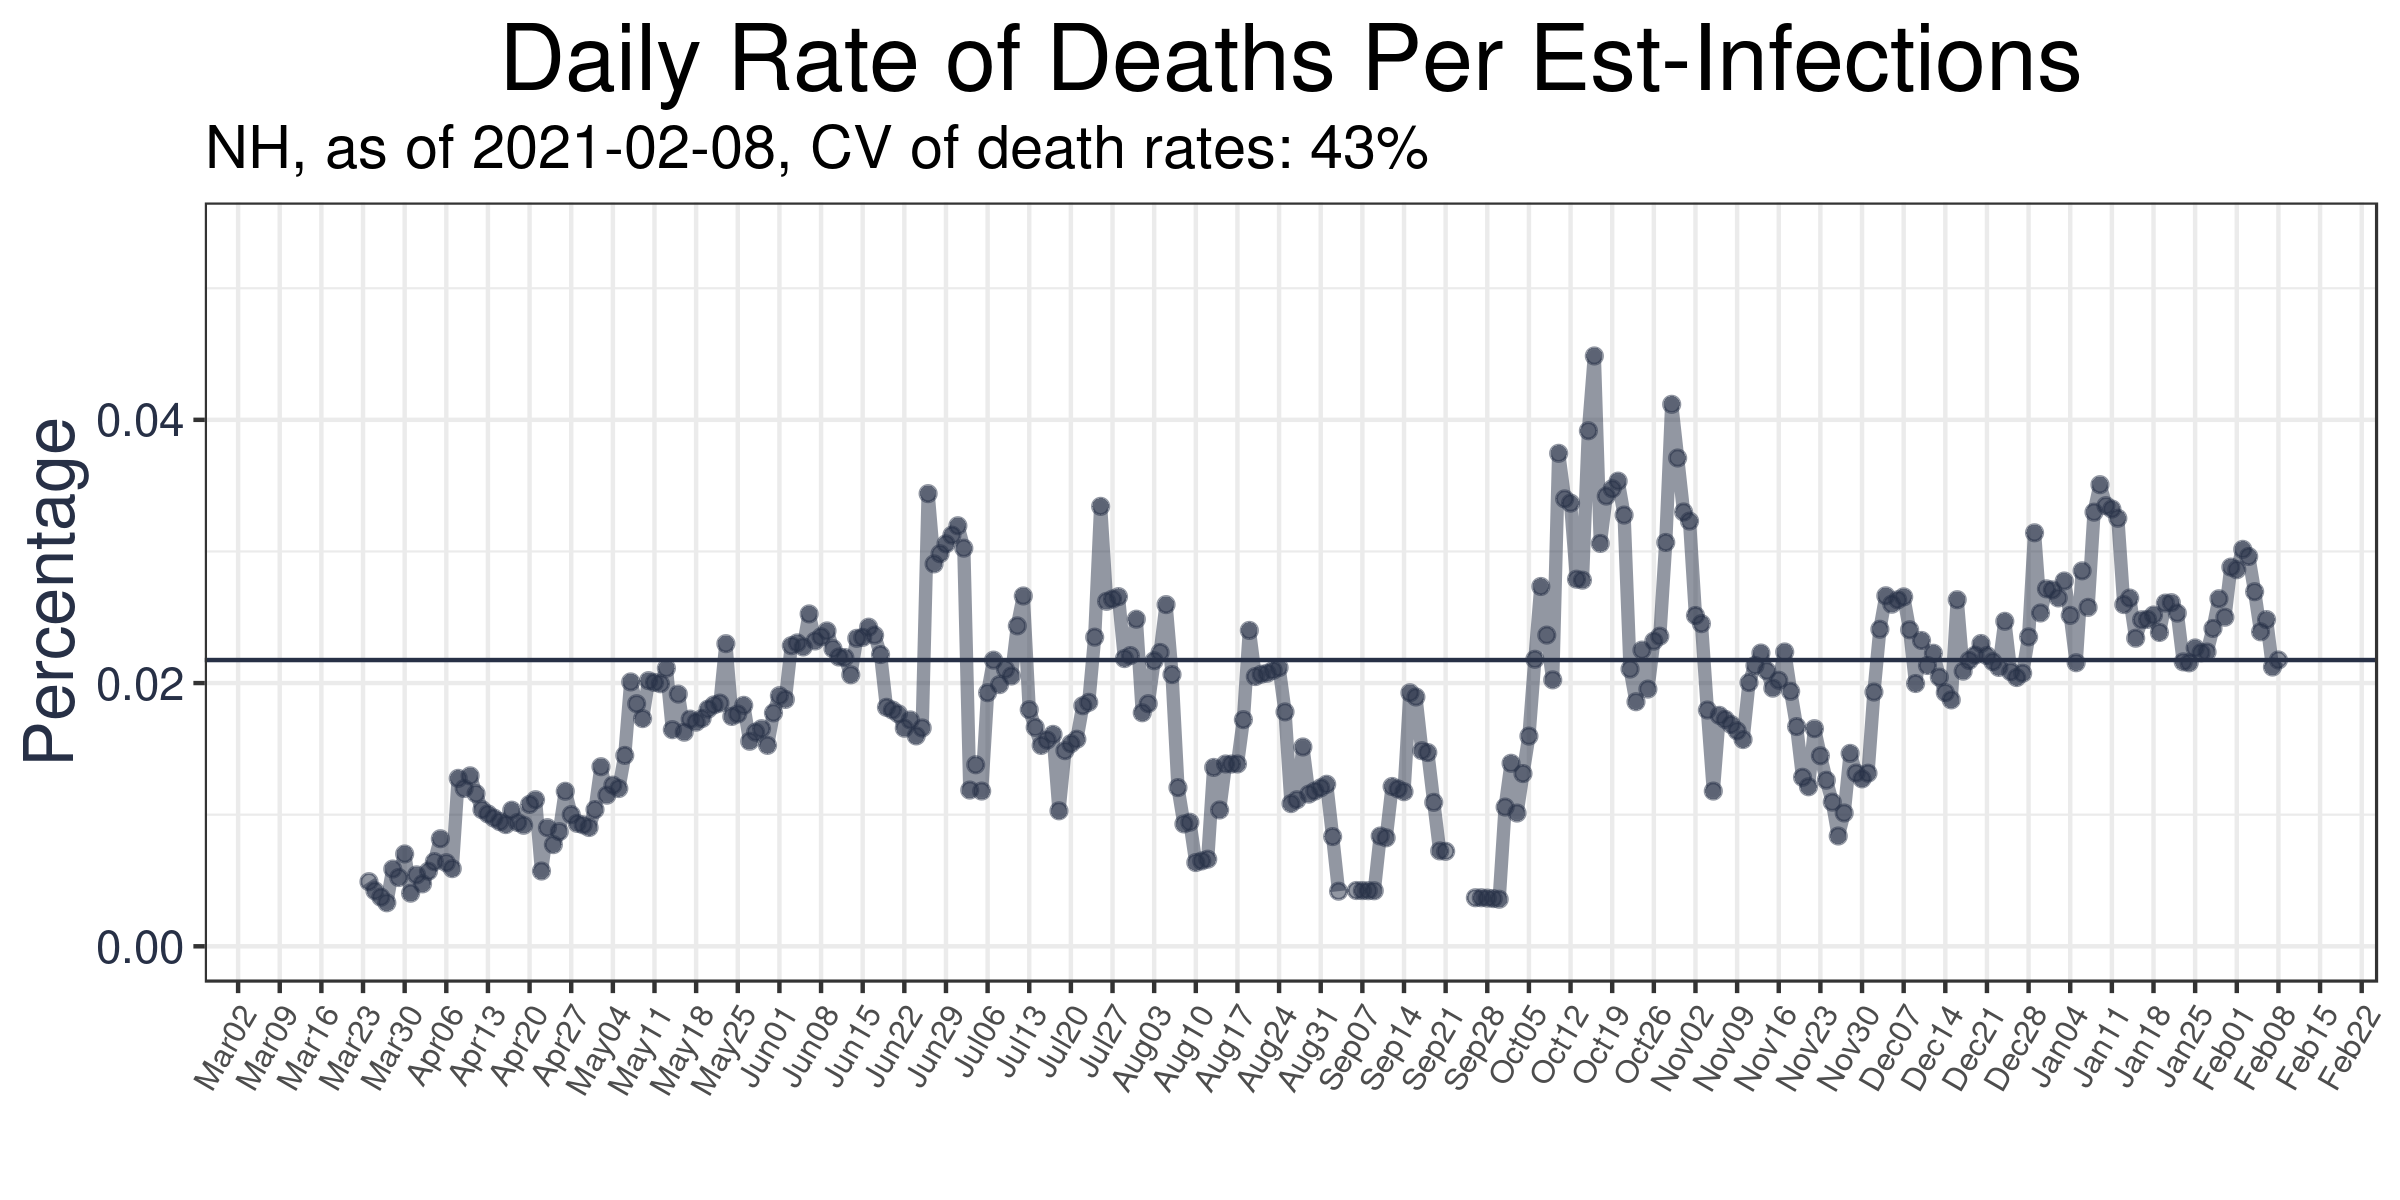 Daily Rate of Deaths Per Est-Infections
NH, as of 2021-02-08, CV of death rates: 43%
Percentage
0.04
0.02
0.00
Mar02
Mar09
Mar16
Mar23
Mar30
Apr06
Apr13
Apr20
Apr27
May04
May11
May18
May25
Jun01
Jun08
Jun15
Jun22
Jun29
Jul06
Jul13
Jul20
Jul27
Aug03
Aug10
Aug17
Aug24
Aug31
Sep07
Sep14
Sep21
Sep28
Oct05
Oct12
Oct19
Oct26
Nov02
Nov09
Nov16
Nov23
Nov30
Dec07
Dec14
Dec21
Dec28
Jan04
Jan11
Jan18
Jan25
Feb01
Feb08
Feb15
Feb22